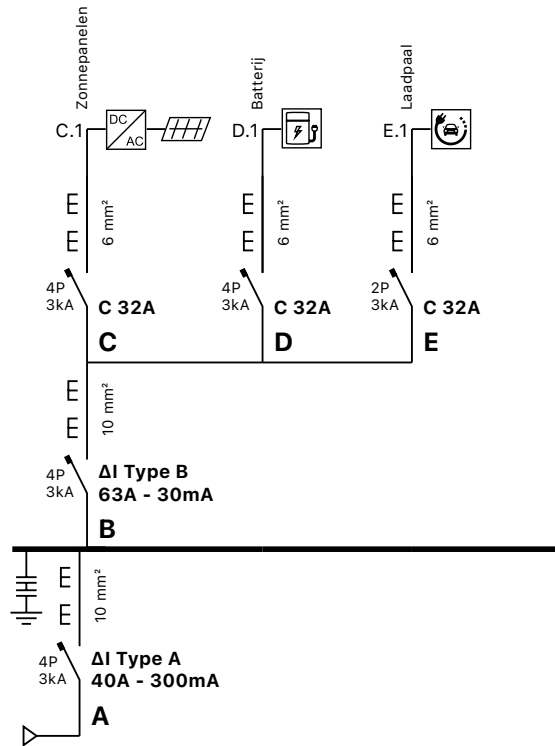 Zonnepanelen
Batterij
Laadpaal
C.1
DC
AC
D.1
E.1
6 mm²
6 mm²
6 mm²
4P
3kA
C 32A
C
4P
3kA
C 32A
D
2P
3kA
C 32A
E
10 mm²
4P
3kA
ΔI Type B
63A - 30mA
B
10 mm²
4P
3kA
ΔI Type A
40A - 300mA
A